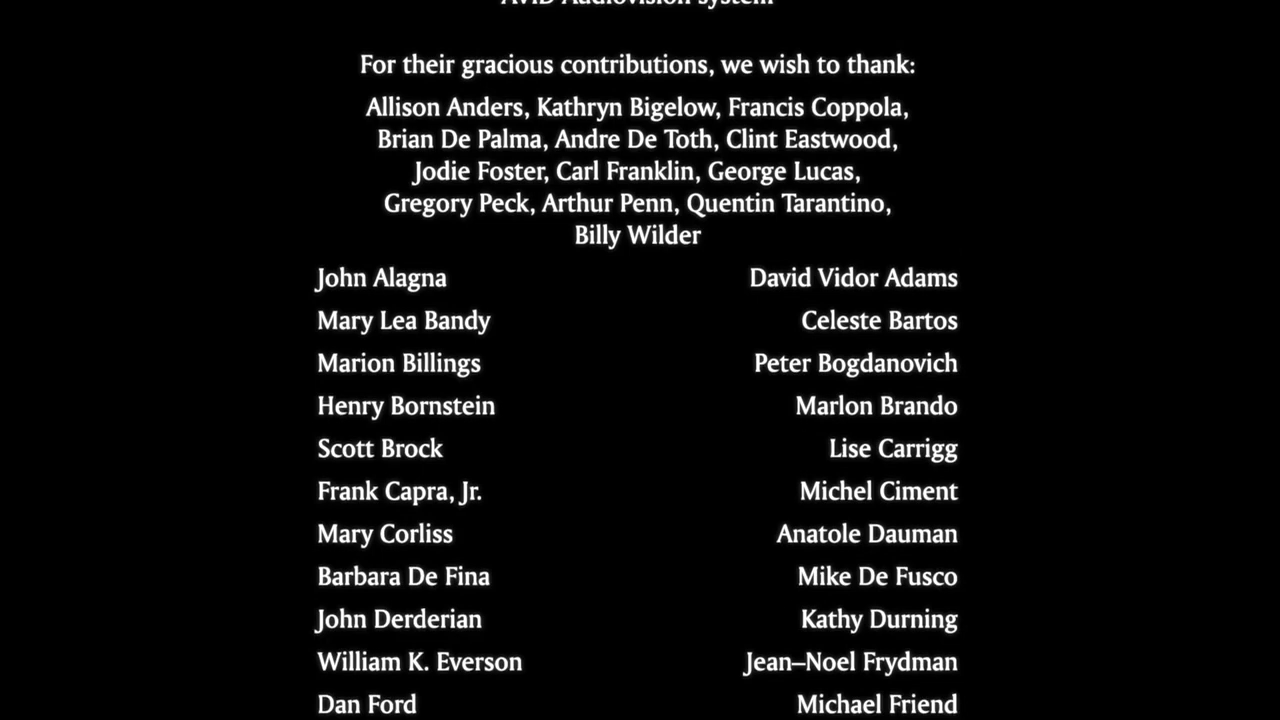 AVID Audiovision system
For their gracious contributions, we wish to thank:
Allison Anders, Kathryn Bigelow, Francis Coppola,
Brian De Palma, Andre De Toth, Clint Eastwood,
Jodie Foster, Carl Franklin, George Lucas,
Gregory Peck, Arthur Penn, Quentin Tarantino,
Billy Wilder
John Alagna David Vidor Adams
Mary Lea Bandy Celeste Bartos
Marion Billings Peter Bogdanovich
Henry Bornstein Marlon Brando
Scott Brock Lise Carrigg
Frank Capra, Jr. Michel Ciment
Mary Corliss Anatole Dauman
Barbara De Fina Mike De Fusco
John Derderian Kathy Durning
William K. Everson Jean–Noel Frydman
Dan Ford Michael Friend